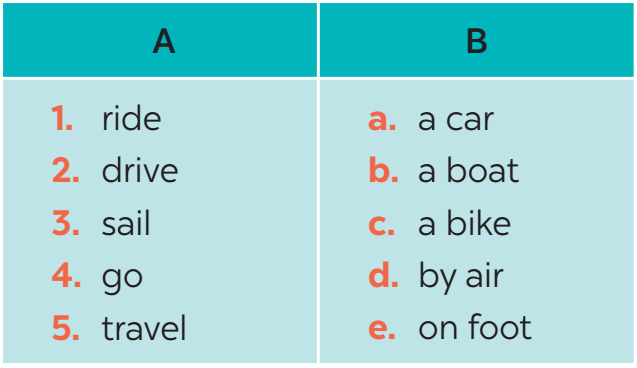 A B
1. ride a. a car
2. drive b. a boat
3. sail c. a bike
4. go d. by air
5. travel e. on foot